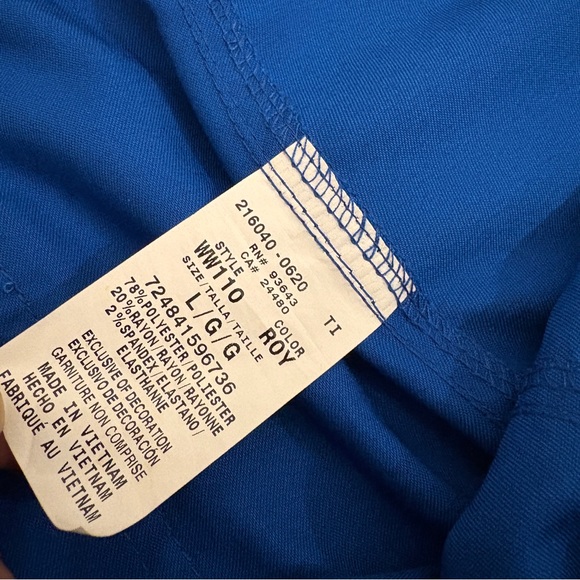 216040-0620 TI
RN# 93643
CA# 24480
STYLE COLOR
WW110 ROY
SIZE/TALLA/TAILLE
L/G/G
724841596736
78%POLYESTER/POLIESTER
20%RAYON/RAYON/RAYONNE
2%SPANDEX/ELASTANO/
ELASTHANNE
EXCLUSIVE OF DECORATION
EXCLUSIVO DE DECORACIÓN
GARNITURE NON COMPRISE
MADE IN VIETNAM
HECHO EN VIETNAM
FABRIQUÉ AU VIETNAM